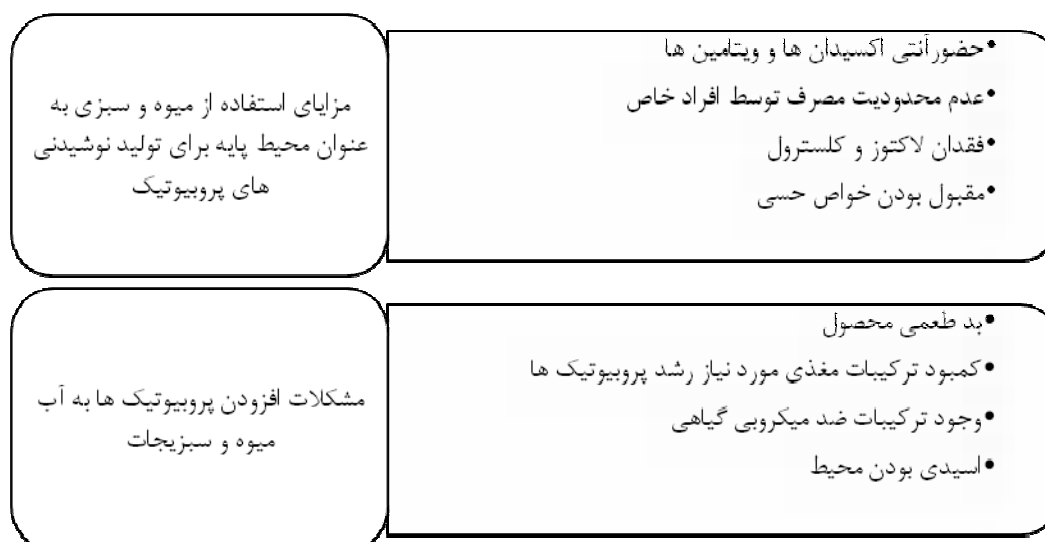 مزایای استفاده از میوه و سبزی به
عنوان محیط پایه برای تولید نوشیدنی
های پروبیوتیک
•حضورآنتی اکسیدان ها و ویتامین ها
•عدم محدودیت مصرف توسط افراد خاص
•فقدان لاکتوز و کلسترول
•مقبول بودن خواص حسی
مشکلات افزودن پروبیوتیک ها به آب
میوه و سبزیجات
•بد طعمی محصول
•کمبود ترکیبات مغذی مورد نیاز رشد پروبیوتیک ها
•وجود ترکیبات ضد میکروبی گیاهی
•اسیدی بودن محیط